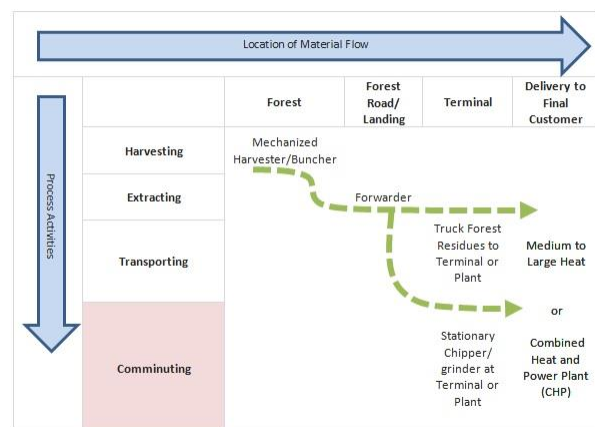 Location of Material Flow
Forest
Forest
Road/
Landing
Terminal
Delivery to
Final
Customer
Process Activities
Harvesting
Mechanized
Harvester/Buncher
Extracting
Forwarder
Transporting
Truck Forest
Residues to
Terminal or
Plant
Medium to
Large Heat
or
Comminuting
Stationary
Chipper/
grinder at
Terminal or
Plant
Combined
Heat and
Power Plant
(CHP)